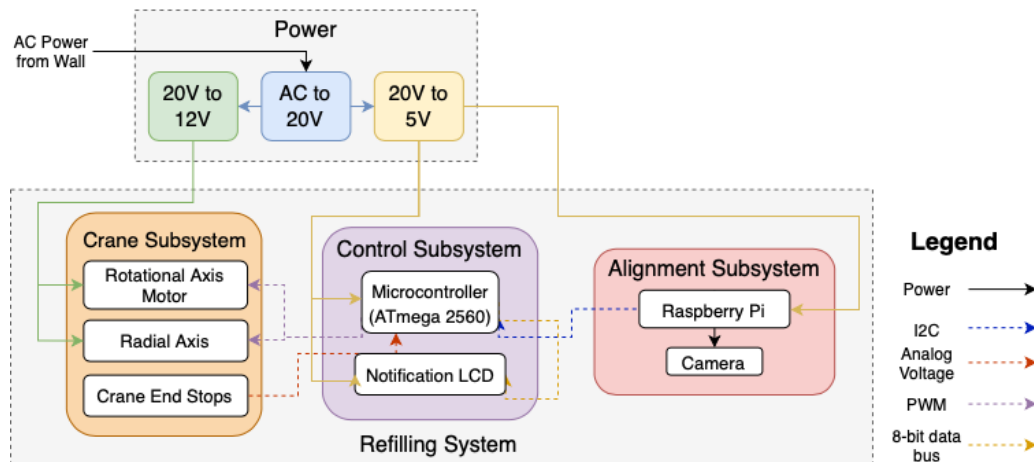 Power
AC Power
from Wall
20V to
12V
AC to
20V
20V to
5V
Crane Subsystem
Rotational Axis
Motor
Radial Axis
Crane End Stops
Control Subsystem
Microcontroller
(ATmega 2560)
Notification LCD
Alignment Subsystem
Raspberry Pi
Camera
Refilling System
Legend
Power
I2C
Analog
Voltage
PWM
8-bit data
bus